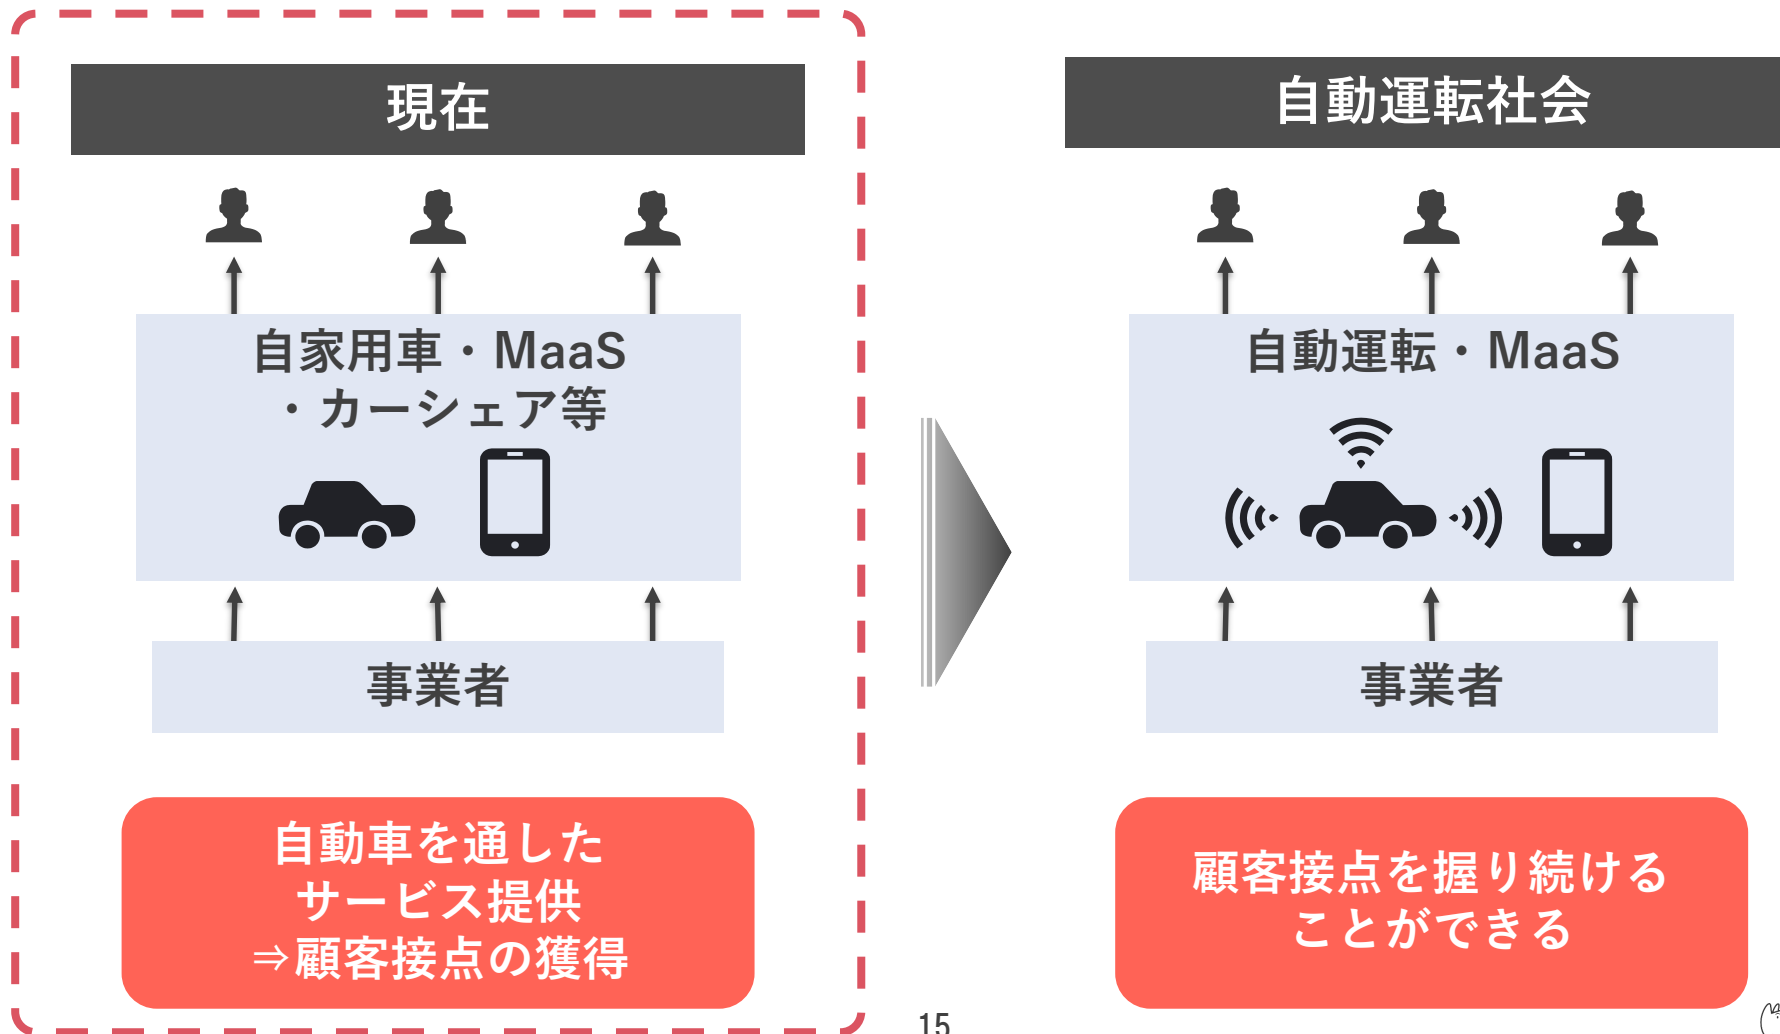 現在
自家用車・MaaS
・カーシェア等
事業者
自動車を通した
サービス提供
⇒顧客接点の獲得
自動運転社会
自動運転・MaaS
事業者
顧客接点を握り続ける
ことができる
15